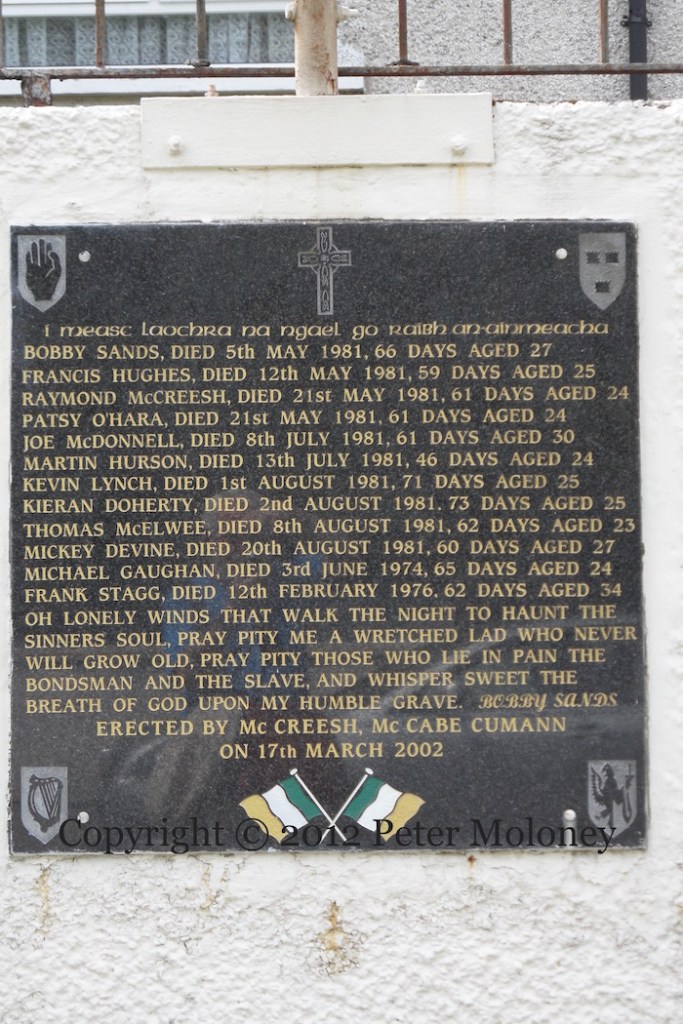 i measc laochra na ngael go raibh an-ainmeacha
BOBBY SANDS, DIED 5th MAY 1981, 66 DAYS AGED 27
FRANCIS HUGHES, DIED 12th MAY 1981, 59 DAYS AGED 25
RAYMOND McCREESH, DIED 21st MAY 1981, 61 DAYS AGED 24
PATSY O'HARA, DIED 21st MAY 1981, 61 DAYS AGED 24
JOE McDONNELL, DIED 8th JULY 1981, 61 DAYS AGED 30
MARTIN HURSON, DIED 13th JULY 1981, 46 DAYS AGED 24
KEVIN LYNCH, DIED 1st AUGUST 1981, 71 DAYS AGED 25
KIERAN DOHERTY, DIED 2nd AUGUST 1981. 73 DAYS AGED 25
THOMAS McELWEE, DIED 8th AUGUST 1981, 62 DAYS AGED 23
MICKEY DEVINE, DIED 20th AUGUST 1981, 60 DAYS AGED 27
MICHAEL GAUGHAN, DIED 3rd JUNE 1974, 65 DAYS AGED 24
FRANK STAGG, DIED 12th FEBRUARY 1976, 62 DAYS AGED 34
OH LONELY WINDS THAT WALK THE NIGHT TO HAUNT THE
SINNERS SOUL, PRAY PITY ME A WRETCHED LAD WHO NEVER
WILL GROW OLD, PRAY PITY THOSE WHO LIE IN PAIN THE
BONDSMAN AND THE SLAVE, AND WHISPER SWEET THE
BREATH OF GOD UPON MY HUMBLE GRAVE. BOBBY SANDS
ERECTED BY Mc CREESH, Mc CABE CUMANN
ON 17th MARCH 2002
Copyright © 2012 Peter Moloney